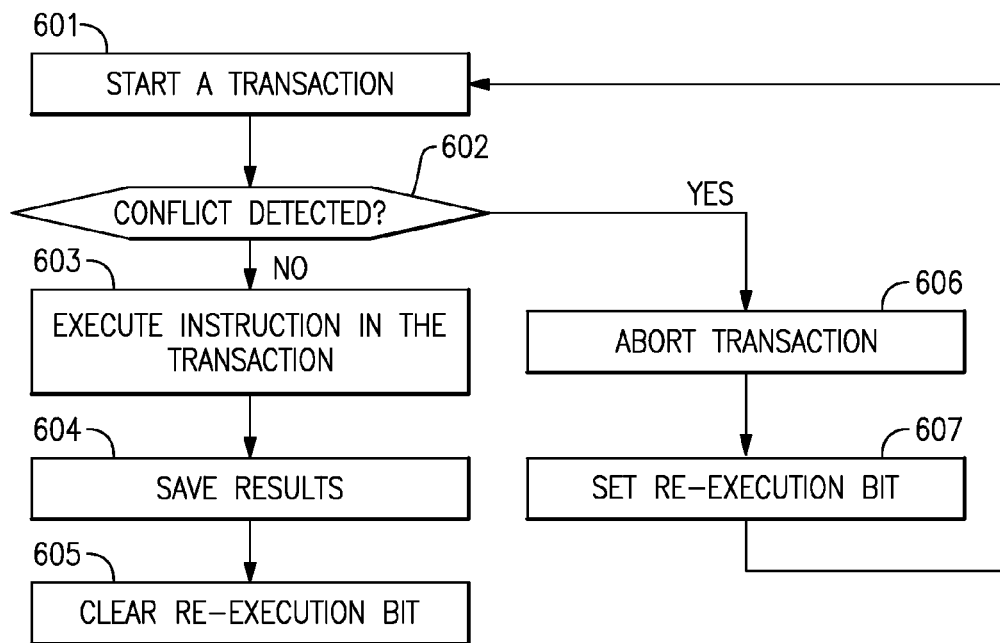 601
START A TRANSACTION
602
CONFLICT DETECTED?
YES
NO
603
EXECUTE INSTRUCTION IN THE
TRANSACTION
606
ABORT TRANSACTION
604
SAVE RESULTS
607
SET RE-EXECUTION BIT
605
CLEAR RE-EXECUTION BIT